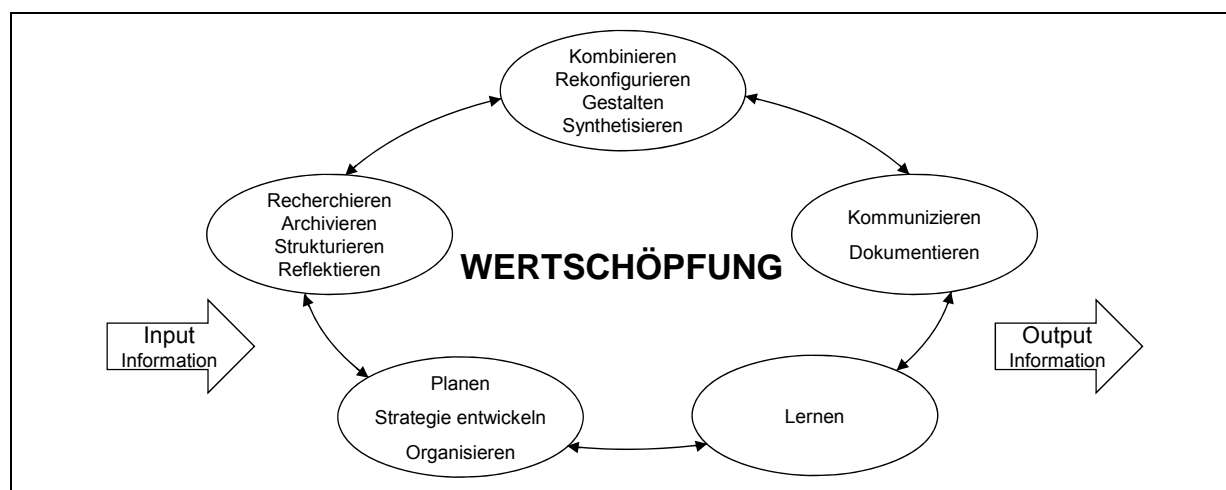 Kombinieren
Rekonfigurieren
Gestalten
Synthetisieren
Recherchieren
Archivieren
Strukturieren
Reflektieren
Kommunizieren
Dokumentieren
WERTSCHÖPFUNG
Input
Information
Output
Information
Planen
Strategie entwickeln
Organisieren
Lernen